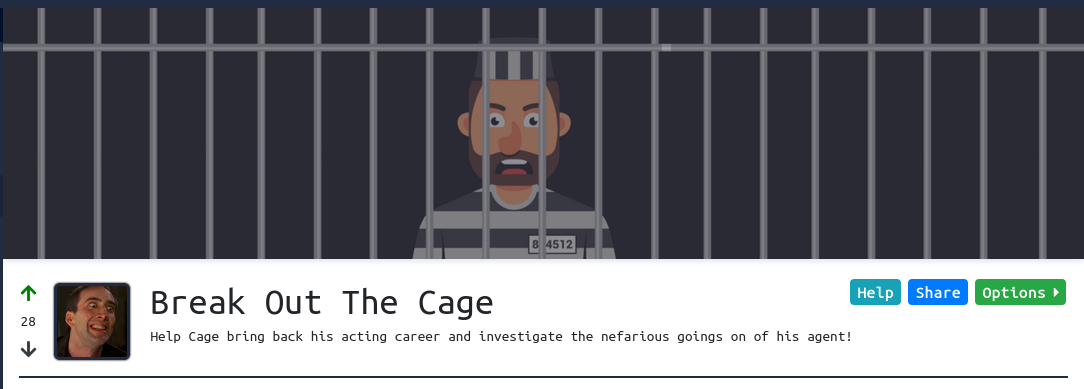 8 4512
Help Share Options
28
Break Out The Cage
Help Cage bring back his acting career and investigate the nefarious goings on of his agent!